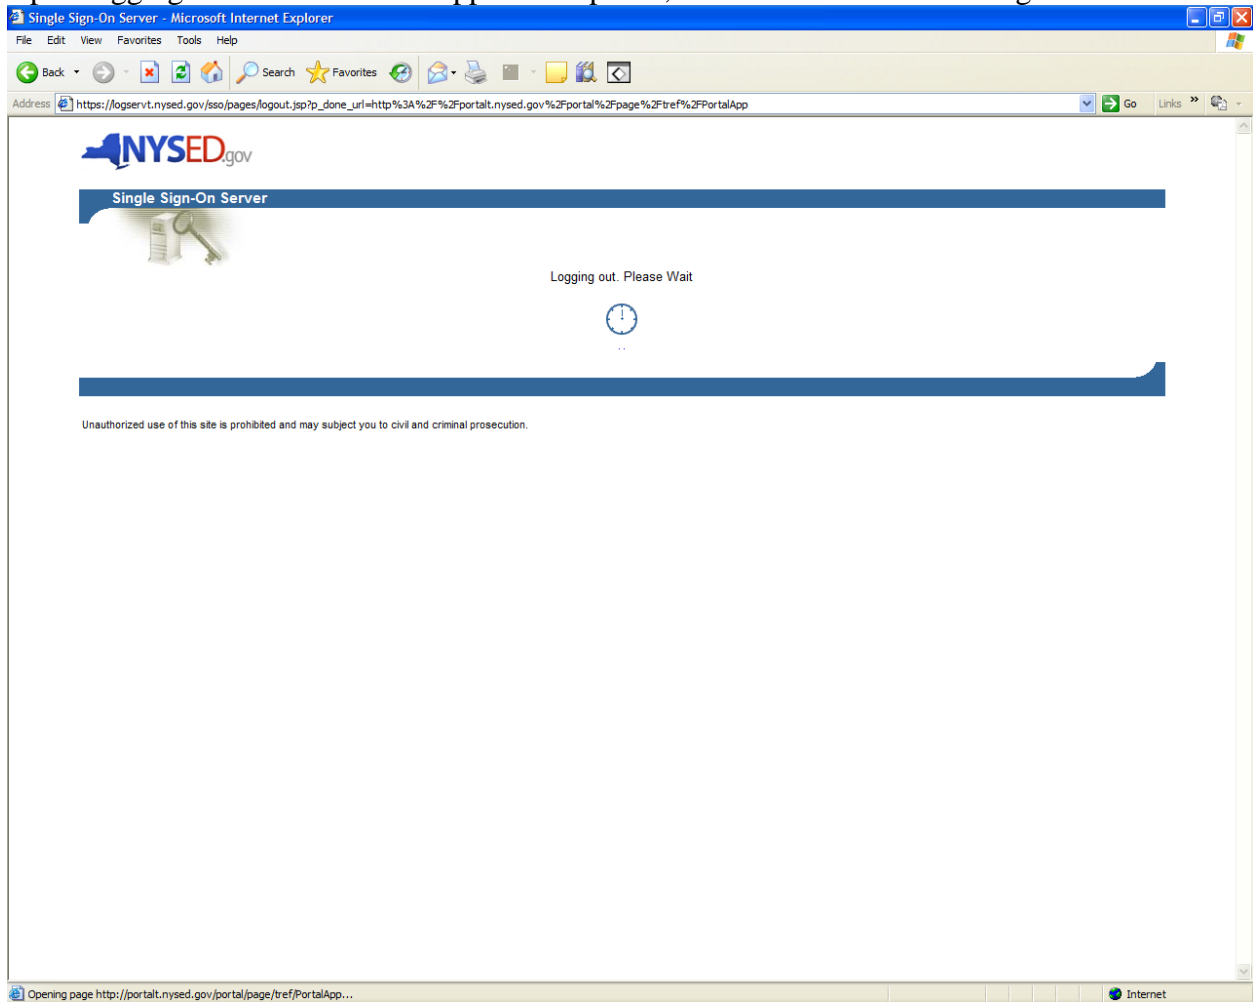 Single Sign-On Server - Microsoft Internet Explorer
File Edit View Favorites Tools Help
Back Search Favorites
Address https://logservt.nysed.gov/sso/pages/logout.jsp?p_done_url=http%3A%2F%2Fportalt.nysed.gov%2Fportal%2Fpage%2Ftref%2FPortalApp Go Links »
NYSED.gov
Single Sign-On Server
Logging out. Please Wait
..
Unauthorized use of this site is prohibited and may subject you to civil and criminal prosecution.
Opening page http://portalt.nysed.gov/portal/page/tref/PortalApp... Internet